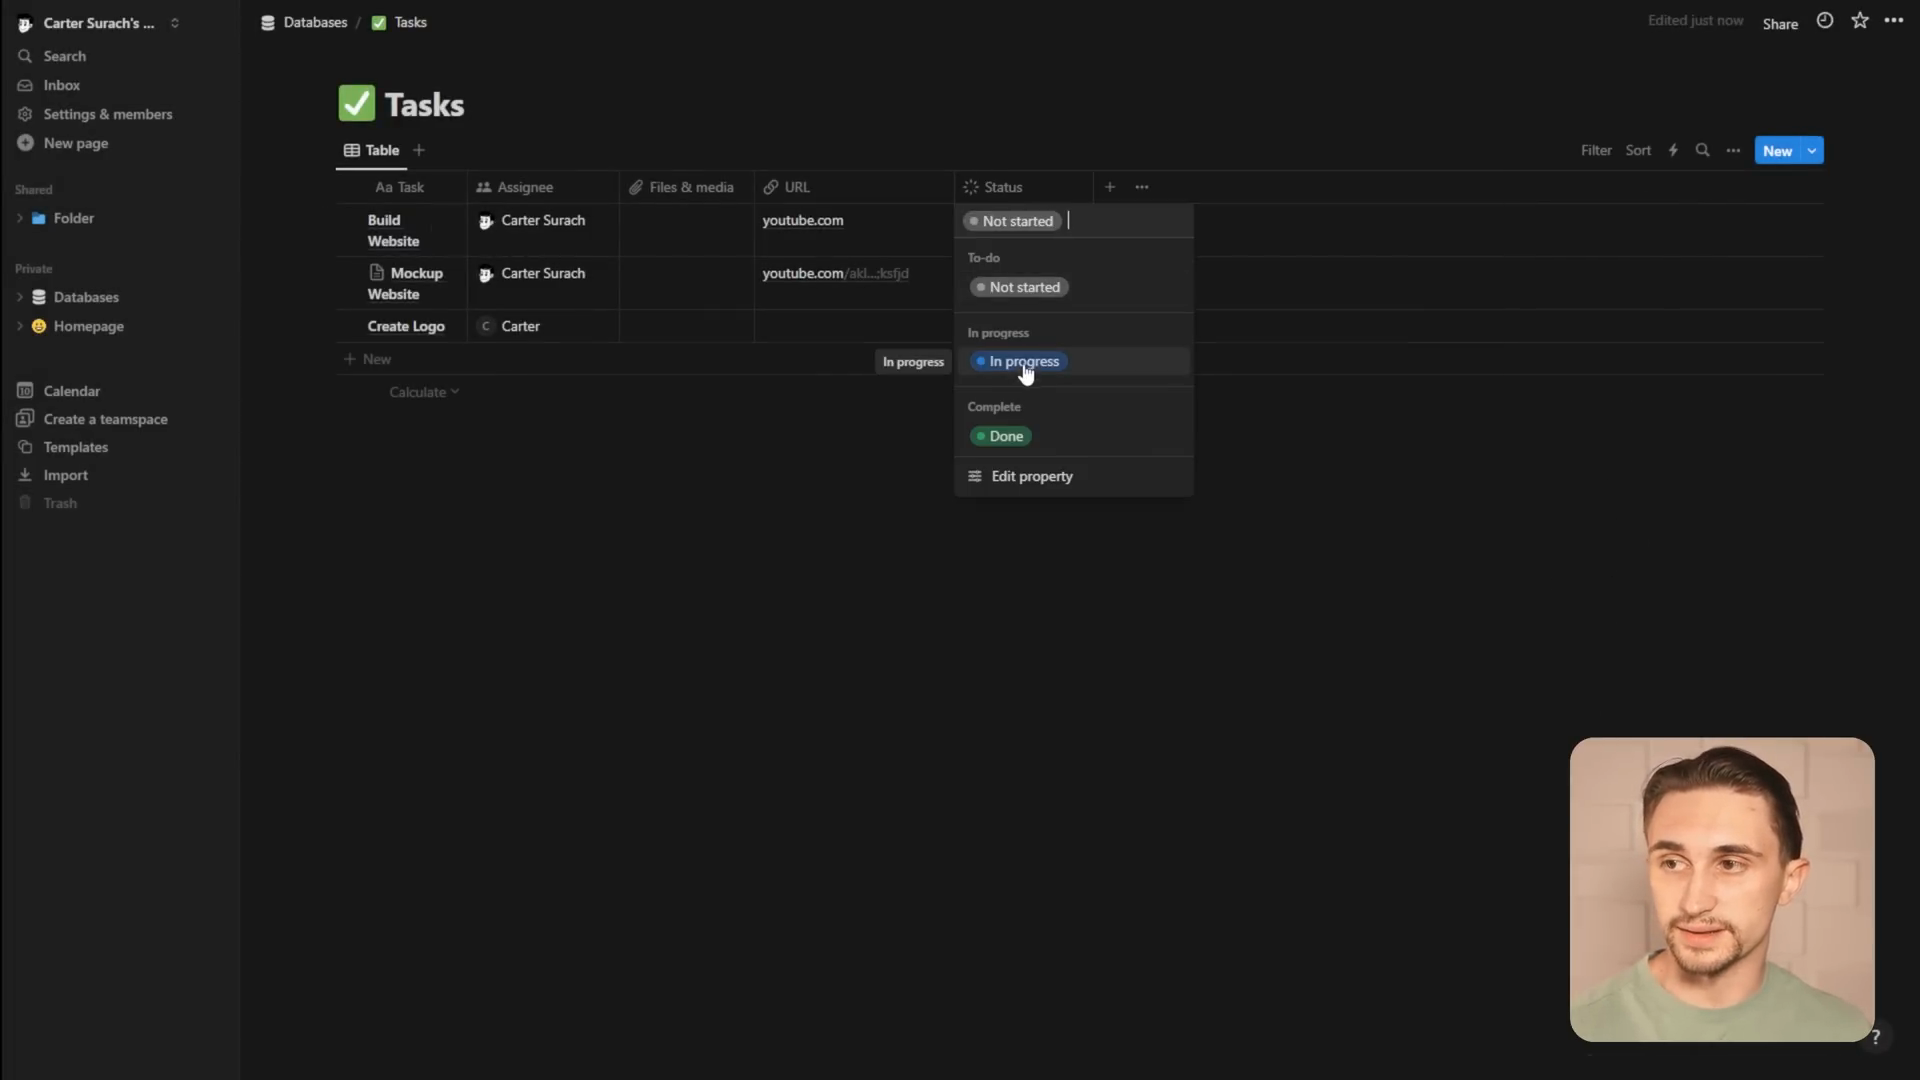 Carter Surach's ...
Search
Inbox
Settings & members
New page
Shared
Folder
Private
Databases
Homepage
10 Calendar
Create a teamspace
Templates
Import
Trash
Databases / Tasks
Edited just now
Share
Tasks
Table
Filter
Sort
New
Aa Task
Assignee
Files & media
URL
Status
Build
Website
Carter Surach
youtube.com
Not started
Mockup
Website
Carter Surach
youtube.com/akl...;ksfjd
Create Logo
C Carter
+ New
Calculate
In progress
To-do
Not started
In progress
In progress
Complete
Done
Edit property
?